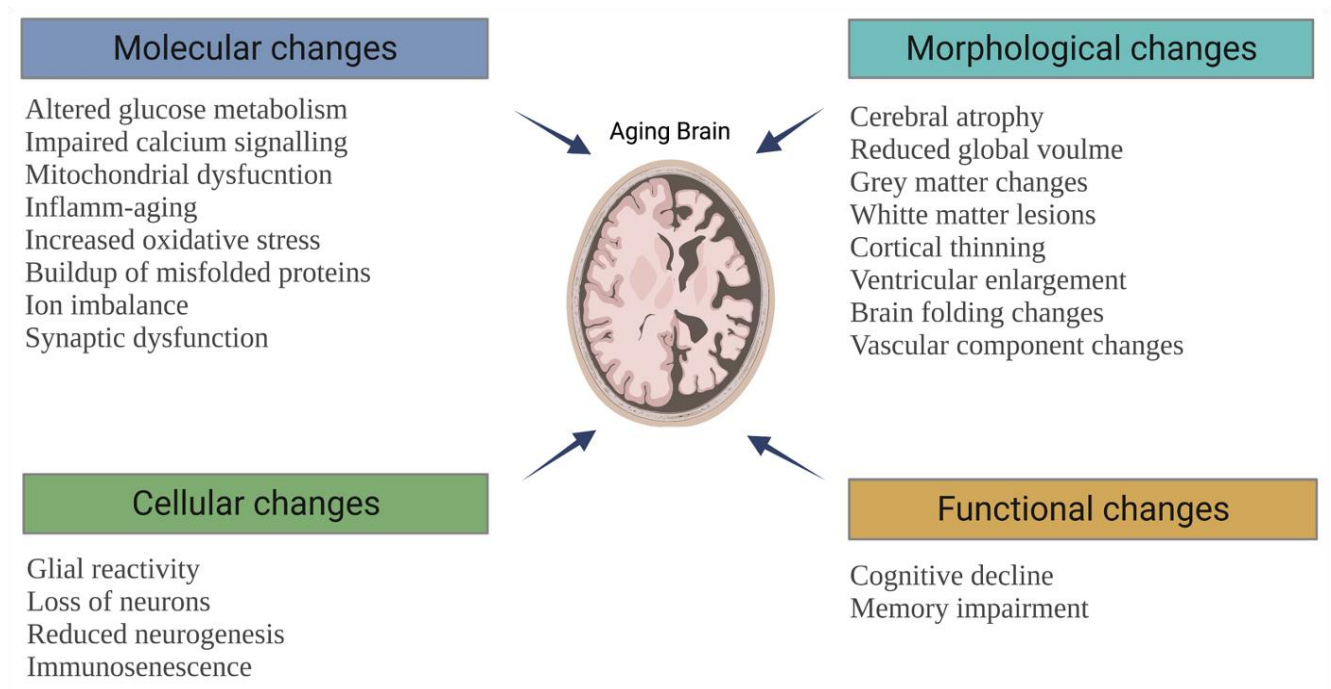 Molecular changes
Altered glucose metabolism
Impaired calcium signalling
Mitochondrial dysfucntion
Inflamm-aging
Increased oxidative stress
Buildup of misfolded proteins
Ion imbalance
Synaptic dysfunction
Aging Brain
Morphological changes
Cerebral atrophy
Reduced global voulme
Grey matter changes
Whitte matter lesions
Cortical thinning
Ventricular enlargement
Brain folding changes
Vascular component changes
Cellular changes
Glial reactivity
Loss of neurons
Reduced neurogenesis
Immunosenescence
Functional changes
Cognitive decline
Memory impairment